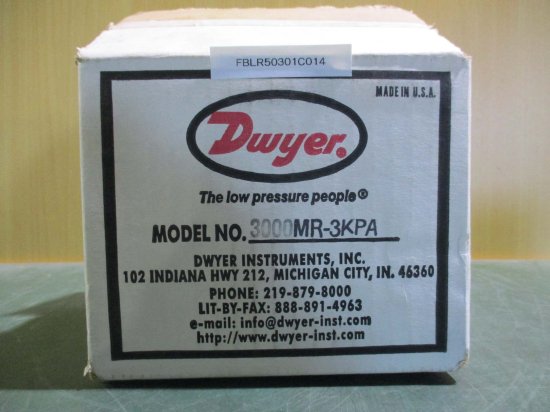 FBLR50301C014
MADE IN U.S.A.
Dwyer®
The low pressure people©
MODEL NO. 3000MR-3KPA
DWYER INSTRUMENTS, INC.
102 INDIANA HWY 212, MICHIGAN CITY, IN. 46360
PHONE: 219-879-8000
LIT-BY-FAX: 888-891-4963
e-mail: info@dwyer-inst.com
http://www.dwyer-inst.com